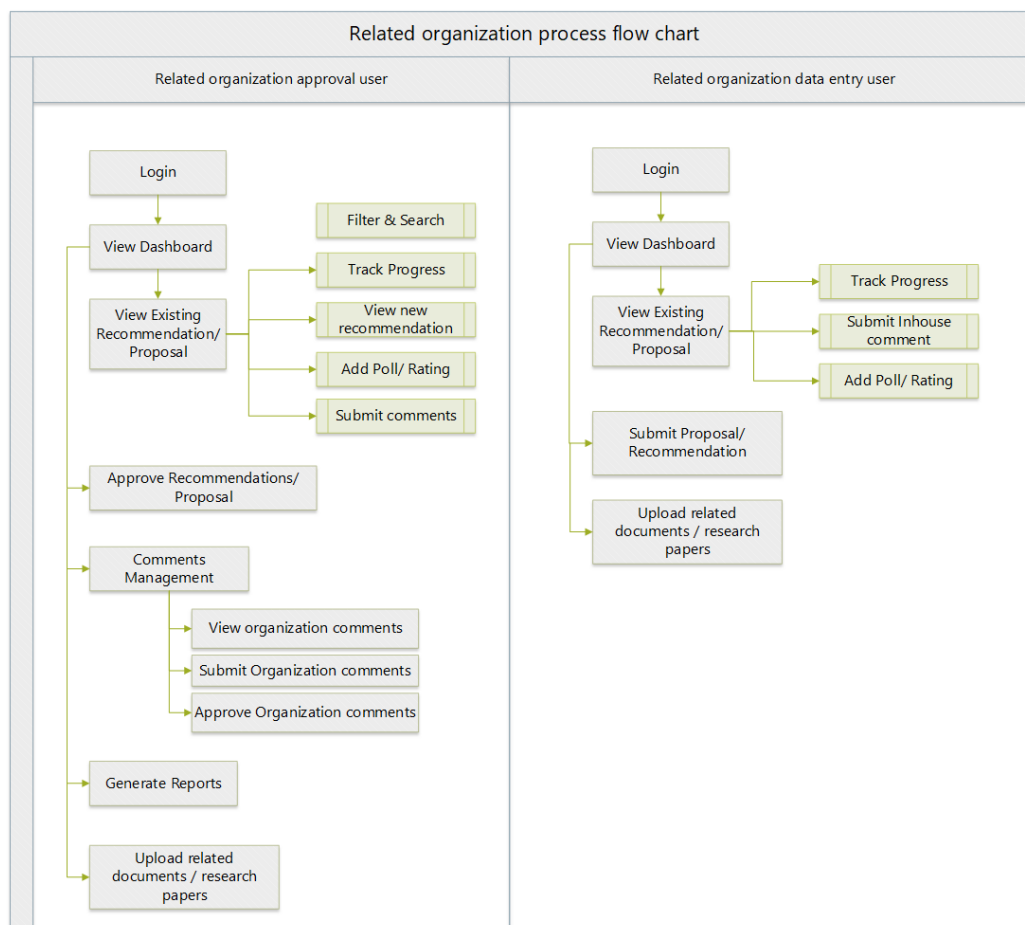 Related organization process flow chart
Related organization approval user
Related organization data entry user
Login
View Dashboard
View Existing
Recommendation/
Proposal
Filter & Search
Track Progress
View new
recommendation
Add Poll/ Rating
Submit comments
Approve Recommendations/
Proposal
Comments
Management
View organization comments
Submit Organization comments
Approve Organization comments
Generate Reports
Upload related
documents / research
papers
Login
View Dashboard
View Existing
Recommendation/
Proposal
Track Progress
Submit Inhouse
comment
Add Poll/ Rating
Submit Proposal/
Recommendation
Upload related
documents / research
papers